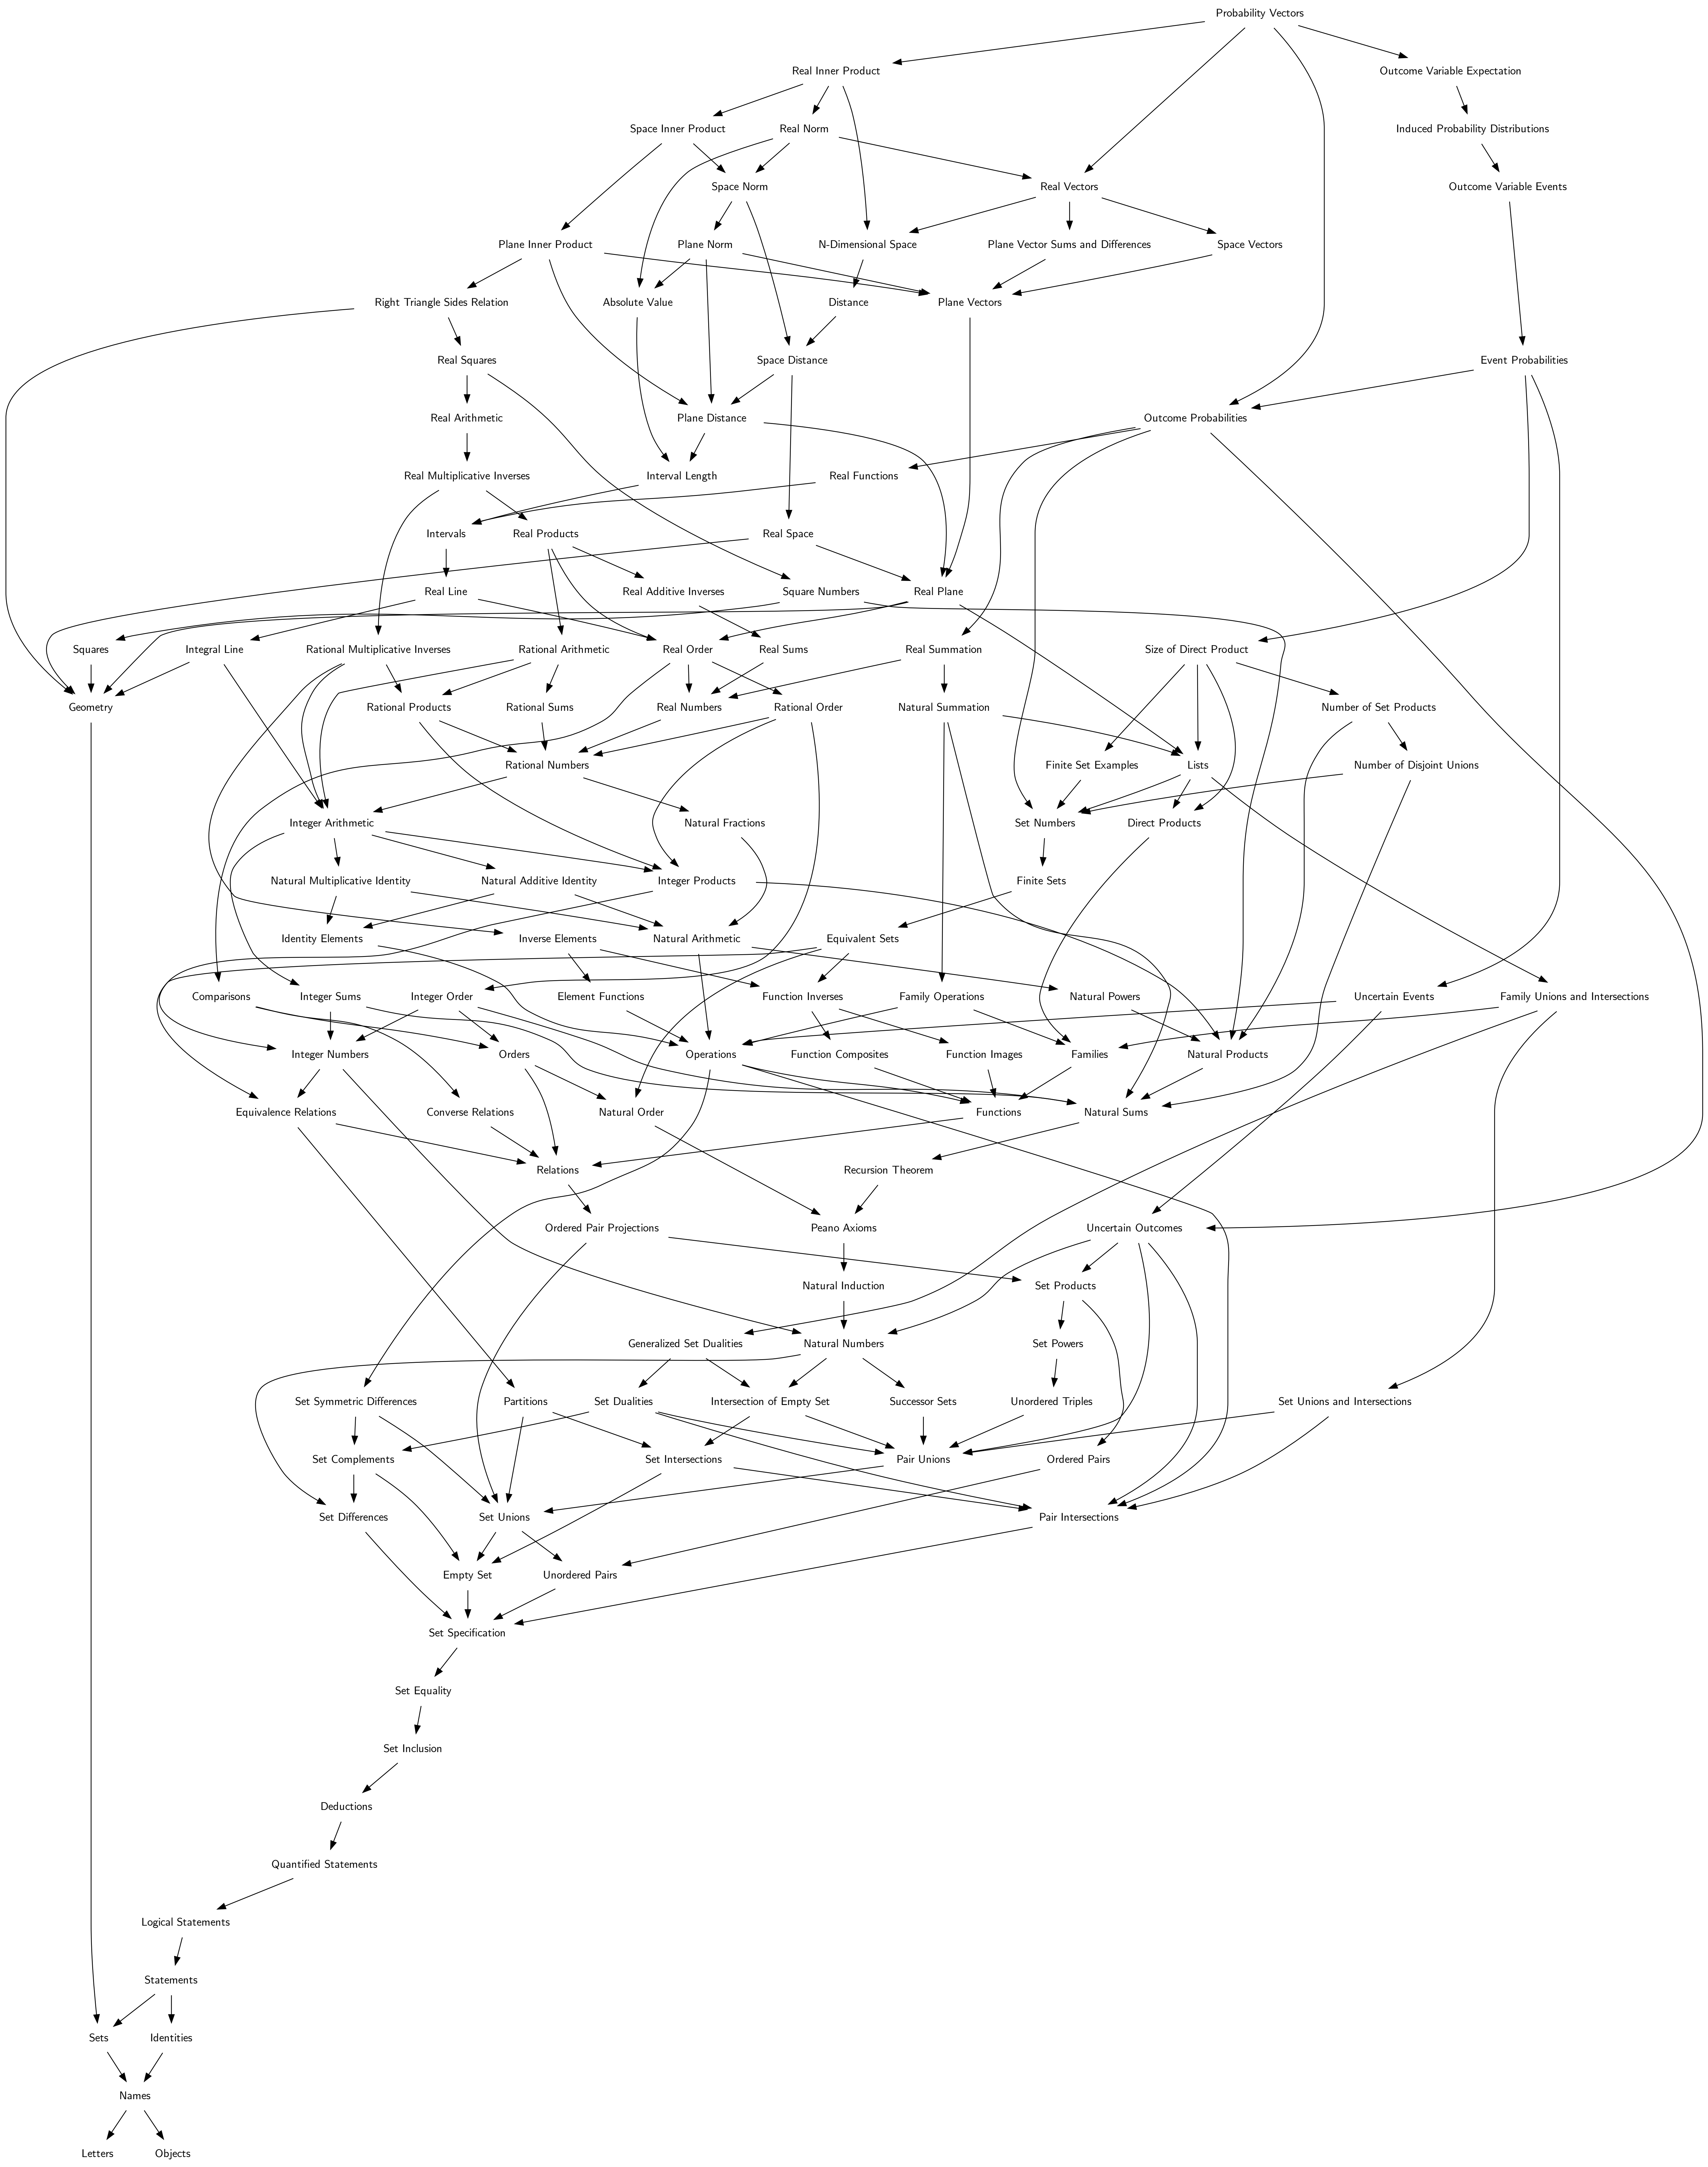 Probability Vectors
Real Inner Product
Outcome Variable Expectation
Space Inner Product
Real Norm
Induced Probability Distributions
Space Norm
Real Vectors
Outcome Variable Events
Plane Inner Product
Plane Norm
N-Dimensional Space
Plane Vector Sums and Differences
Space Vectors
Right Triangle Sides Relation
Absolute Value
Distance
Plane Vectors
Real Squares
Space Distance
Event Probabilities
Real Arithmetic
Plane Distance
Outcome Probabilities
Real Multiplicative Inverses
Interval Length
Real Functions
Intervals
Real Products
Real Space
Real Line
Real Additive Inverses
Square Numbers
Real Plane
Squares
Integral Line
Rational Multiplicative Inverses
Rational Arithmetic
Real Order
Real Sums
Real Summation
Size of Direct Product
Geometry
Rational Products
Rational Sums
Real Numbers
Rational Order
Natural Summation
Number of Set Products
Rational Numbers
Finite Set Examples
Lists
Number of Disjoint Unions
Integer Arithmetic
Natural Fractions
Set Numbers
Direct Products
Natural Multiplicative Identity
Natural Additive Identity
Integer Products
Finite Sets
Identity Elements
Inverse Elements
Natural Arithmetic
Equivalent Sets
Comparisons
Integer Sums
Integer Order
Element Functions
Function Inverses
Family Operations
Natural Powers
Uncertain Events
Family Unions and Intersections
Integer Numbers
Orders
Operations
Function Composites
Function Images
Families
Natural Products
Equivalence Relations
Converse Relations
Natural Order
Functions
Natural Sums
Relations
Recursion Theorem
Ordered Pair Projections
Peano Axioms
Uncertain Outcomes
Natural Induction
Set Products
Generalized Set Dualities
Natural Numbers
Set Powers
Set Symmetric Differences
Partitions
Set Dualities
Intersection of Empty Set
Successor Sets
Unordered Triples
Set Unions and Intersections
Set Complements
Set Intersections
Pair Unions
Ordered Pairs
Set Differences
Set Unions
Pair Intersections
Empty Set
Unordered Pairs
Set Specification
Set Equality
Set Inclusion
Deductions
Quantified Statements
Logical Statements
Statements
Sets
Identities
Names
Letters
Objects